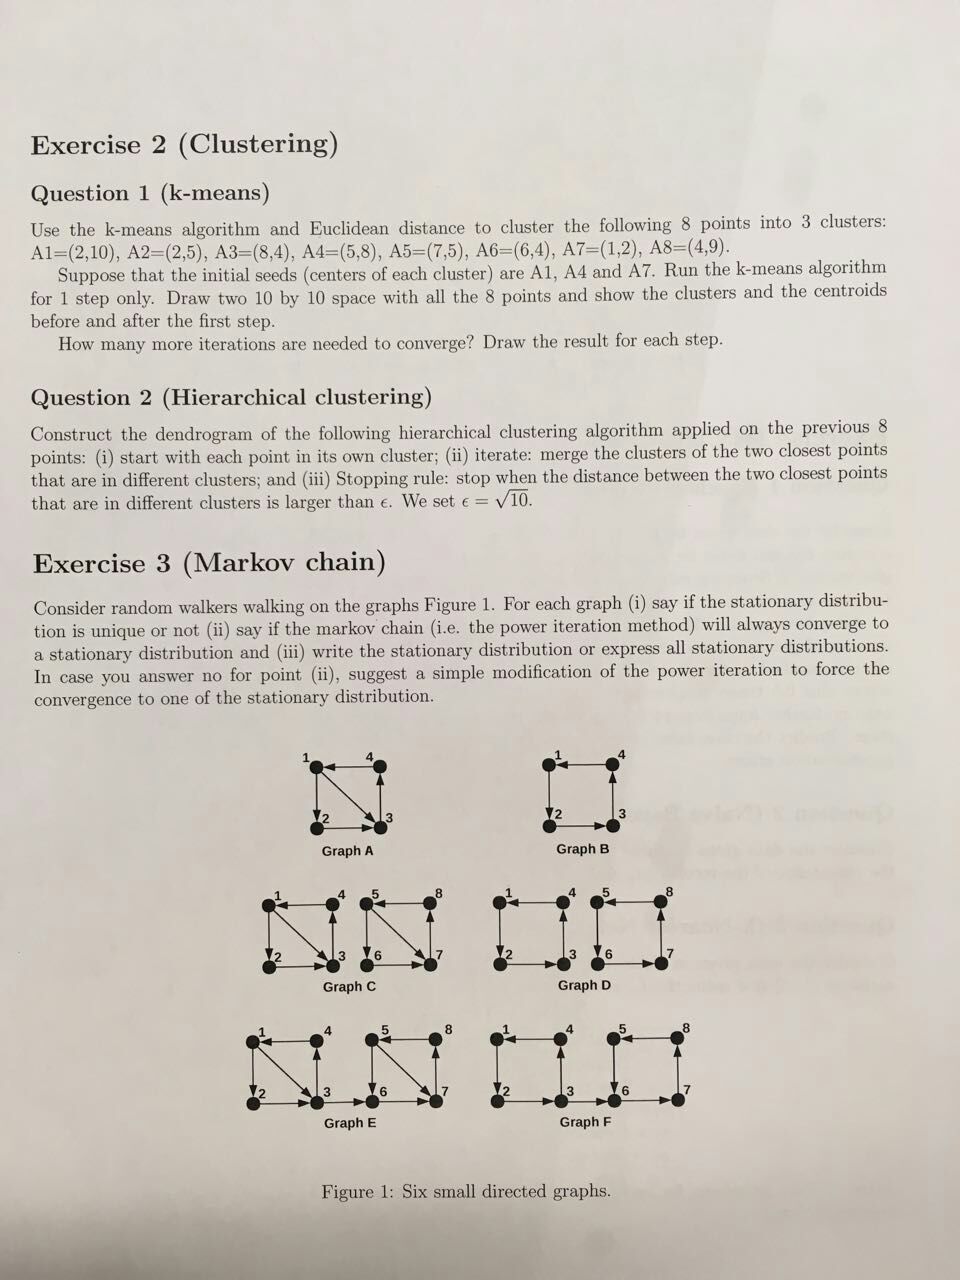 Exercise 2 (Clustering)
Question 1 (k-means)
Use the k-means algorithm and Euclidean distance to cluster the following 8 points into 3 clusters:
A1=(2,10), A2=(2,5), A3=(8,4), A4=(5,8), A5=(7,5), A6=(6,4), A7=(1,2), A8=(4,9).
Suppose that the initial seeds (centers of each cluster) are A1, A4 and A7. Run the k-means algorithm
for 1 step only. Draw two 10 by 10 space with all the 8 points and show the clusters and the centroids
before and after the first step.
How many more iterations are needed to converge? Draw the result for each step.
Question 2 (Hierarchical clustering)
Construct the dendrogram of the following hierarchical clustering algorithm applied on the previous 8
points: (i) start with each point in its own cluster; (ii) iterate: merge the clusters of the two closest points
that are in different clusters; and (iii) Stopping rule: stop when the distance between the two closest points
that are in different clusters is larger than ϵ. We set ϵ = √10.
Exercise 3 (Markov chain)
Consider random walkers walking on the graphs Figure 1. For each graph (i) say if the stationary distribu-
tion is unique or not (ii) say if the markov chain (i.e. the power iteration method) will always converge to
a stationary distribution and (iii) write the stationary distribution or express all stationary distributions.
In case you answer no for point (ii), suggest a simple modification of the power iteration to force the
convergence to one of the stationary distribution.
1 4 1 4
2 3 2 3
Graph A Graph B
1 4 5 8 1 4 5 8
2 3 6 7 2 3 6 7
Graph C Graph D
1 4 5 8 1 4 5 8
2 3 6 7 2 3 6 7
Graph E Graph F
Figure 1: Six small directed graphs.